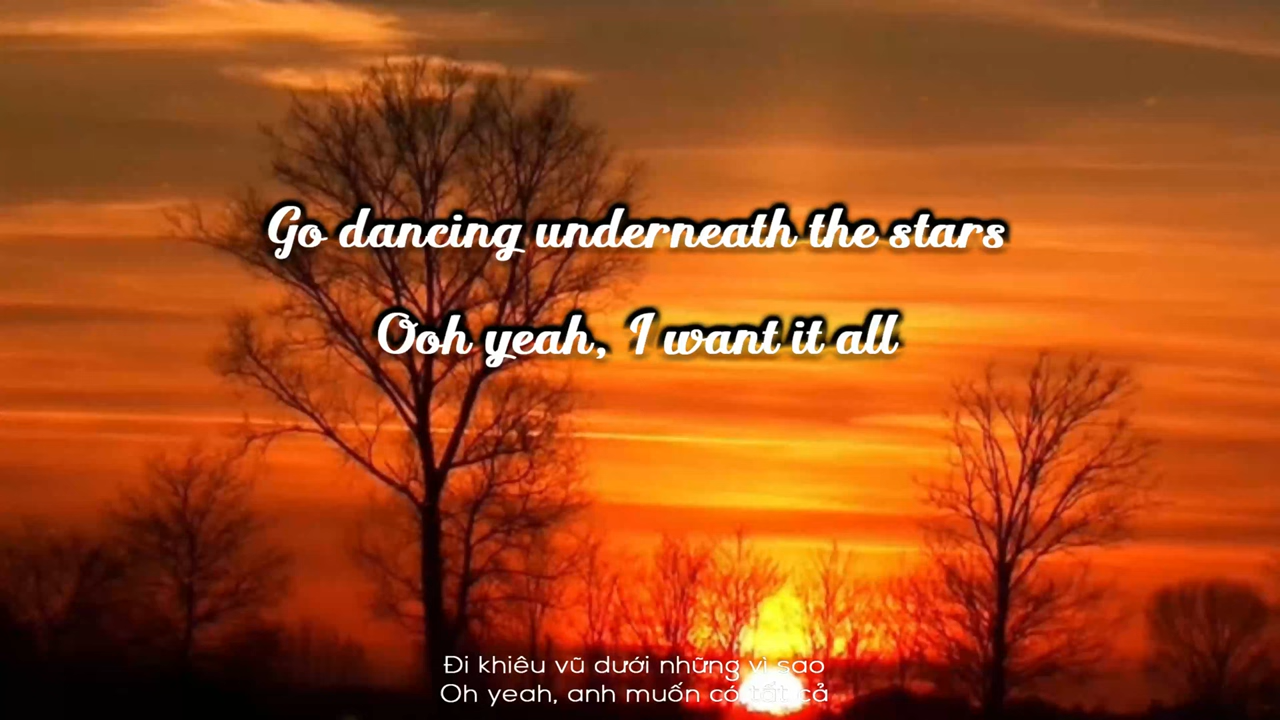 Go dancing underneath the stars
Ooh yeah, I want it all
Đi khiêu vũ dưới những vì sao
Oh yeah, anh muốn có tất cả